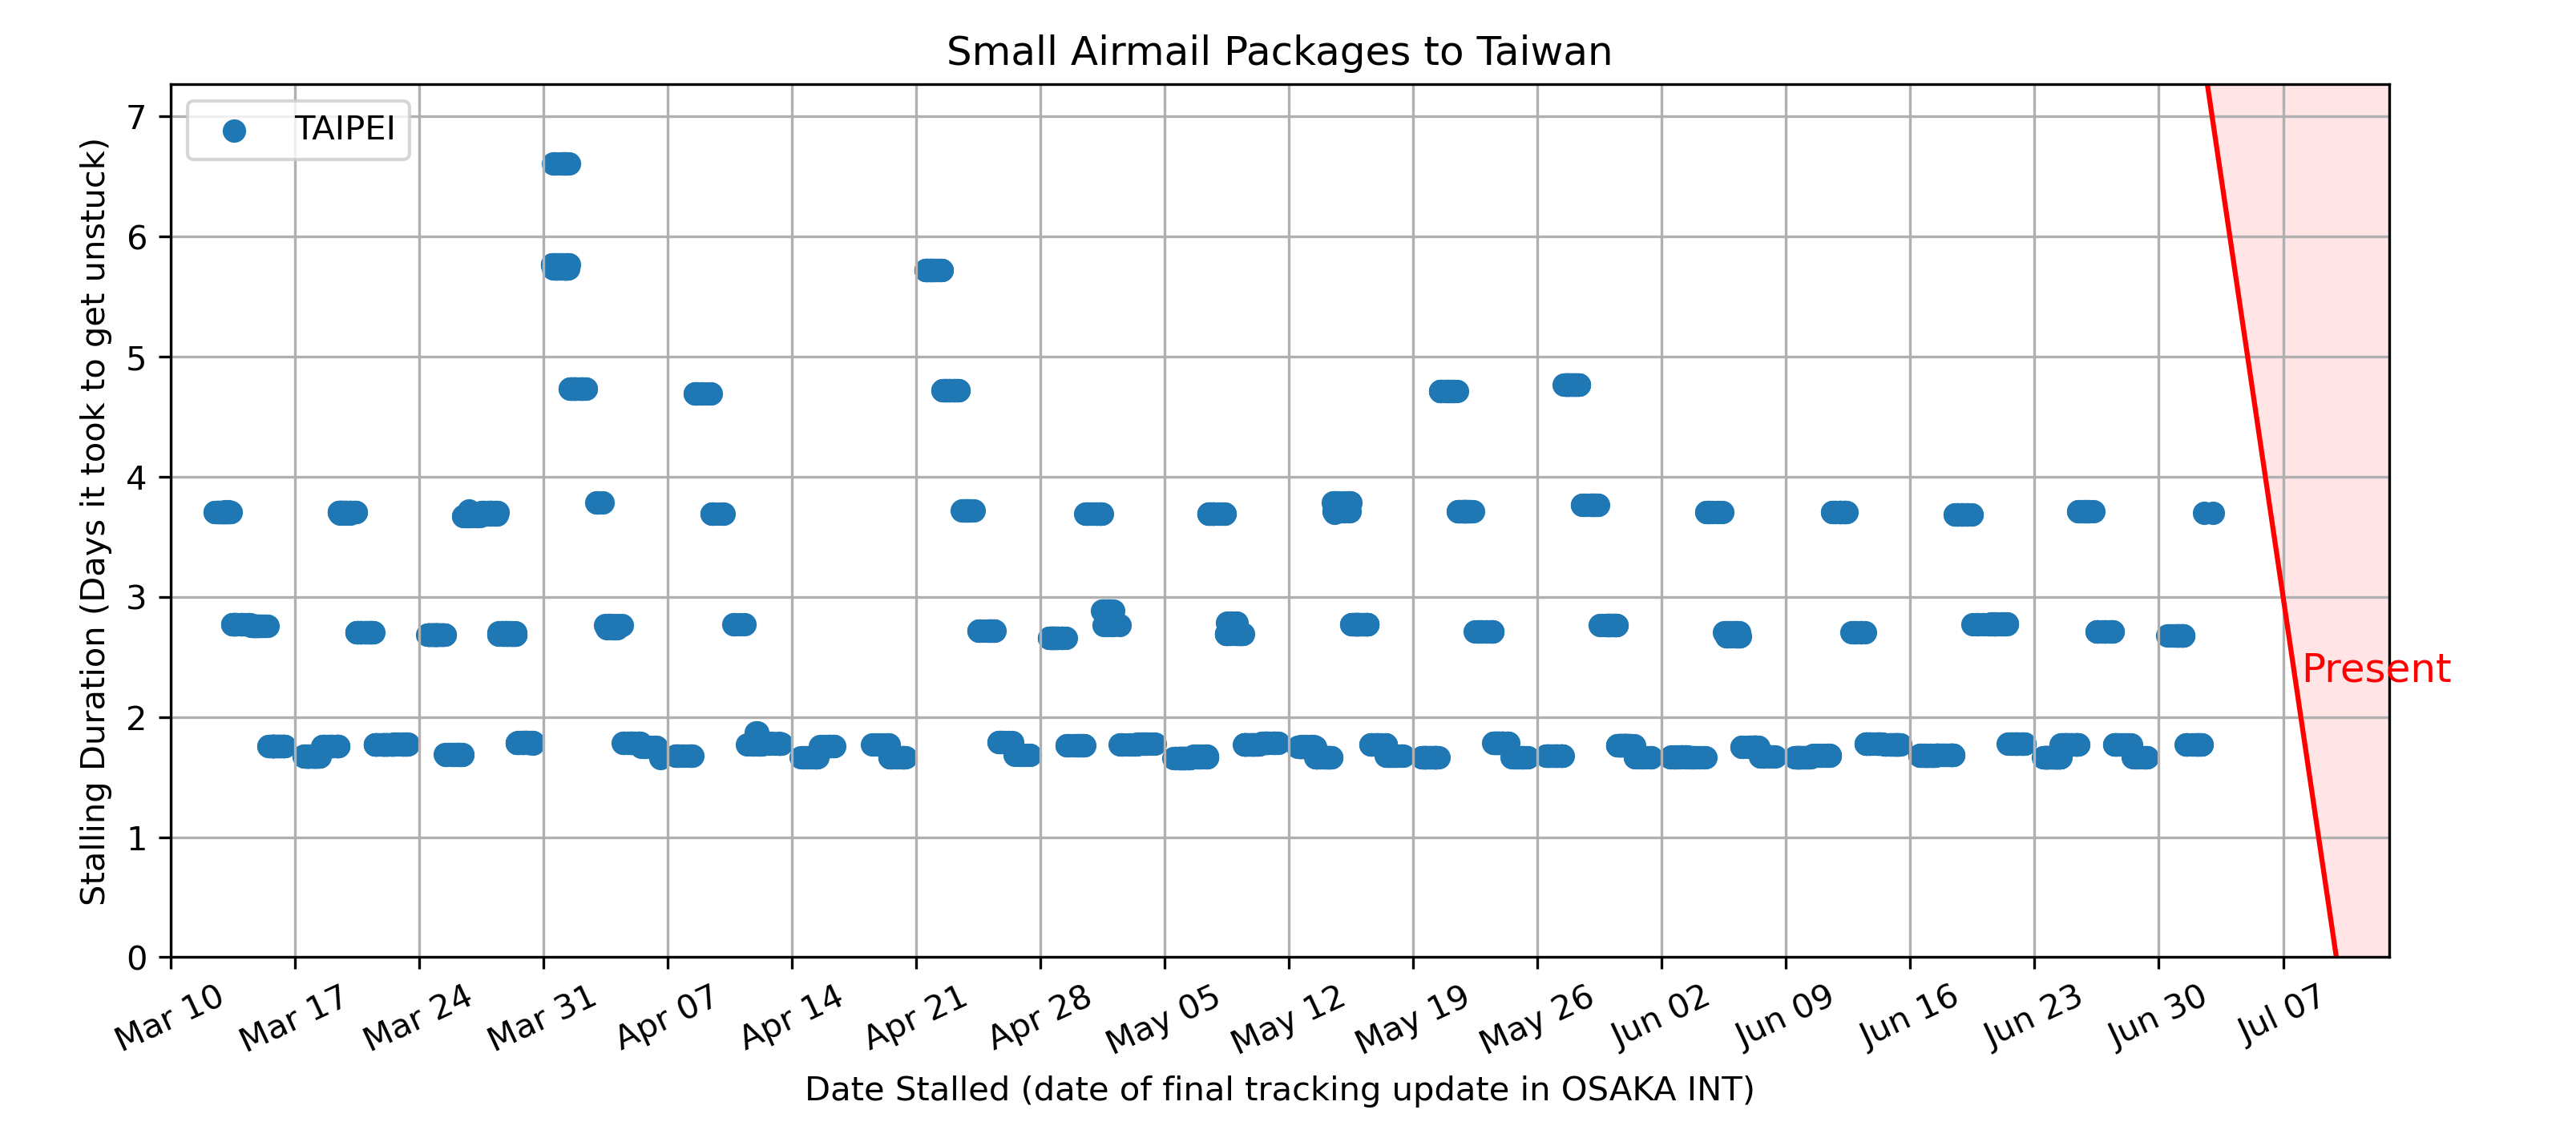 Small Airmail Packages to Taiwan
TAIPEI
Stalling Duration (Days it took to get unstuck)
7
6
5
4
3
2
1
0
Present
Mar 10
Mar 17
Mar 24
Mar 31
Apr 07
Apr 14
Apr 21
Apr 28
May 05
May 12
May 19
May 26
Jun 02
Jun 09
Jun 16
Jun 23
Jun 30
Jul 07
Date Stalled (date of final tracking update in OSAKA INT)